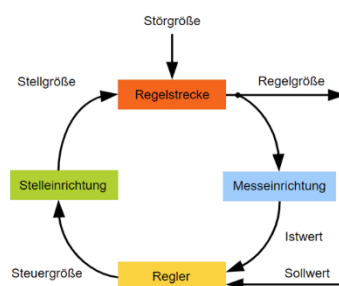 Störgröße
Stellgröße
Regelgröße
Regelstrecke
Stelleinrichtung
Messeinrichtung
Istwert
Steuergröße
Regler
Sollwert